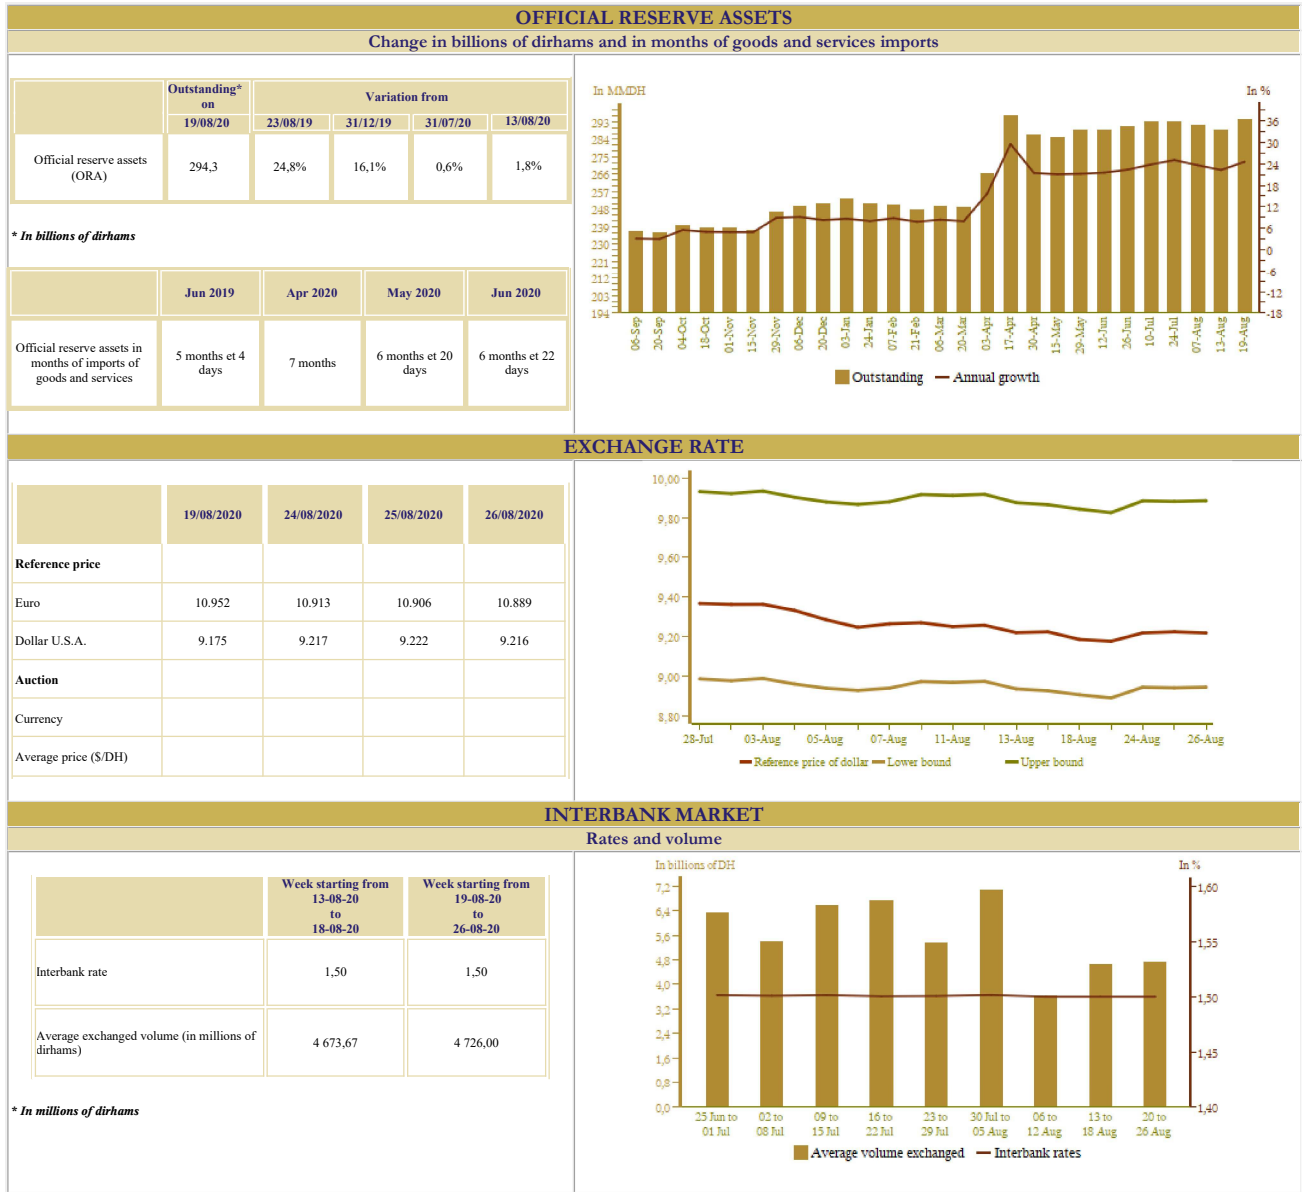 OFFICIAL RESERVE ASSETS
Change in billions of dirhams and in months of goods and services imports
Outstanding*
on
Variation from
19/08/20 23/08/19 31/12/19 31/07/20 13/08/20
Official reserve assets
(ORA)
294,3 24,8% 16,1% 0,6% 1,8%
* In billions of dirhams
Jun 2019 Apr 2020 May 2020 Jun 2020
Official reserve assets in
months of imports of
goods and services
5 months et 4
days
7 months
6 months et 20
days
6 months et 22
days
In MMDH
In %
293
284
275
266
257
248
239
230
221
212
203
194
36
30
24
18
12
6
0
-6
-12
-18
06-Sep
20-Sep
04-Oct
18-Oct
01-Nov
15-Nov
29-Nov
06-Dec
20-Dec
03-Jan
24-Jan
07-Feb
21-Feb
06-Mar
20-Mar
03-Apr
17-Apr
30-Apr
15-May
29-May
12-Jun
26-Jun
10-Jul
24-Jul
07-Aug
13-Aug
19-Aug
Outstanding Annual growth
EXCHANGE RATE
19/08/2020 24/08/2020 25/08/2020 26/08/2020
Reference price
Euro 10.952 10.913 10.906 10.889
Dollar U.S.A. 9.175 9.217 9.222 9.216
Auction
Currency
Average price ($/DH)
10,00
9,80
9,60
9,40
9,20
9,00
8,80
28-Jul 03-Aug 05-Aug 07-Aug 11-Aug 13-Aug 18-Aug 24-Aug 26-Aug
Reference price of dollar Lower bound Upper bound
INTERBANK MARKET
Rates and volume
Week starting from
13-08-20
to
18-08-20
Week starting from
19-08-20
to
26-08-20
Interbank rate 1,50 1,50
Average exchanged volume (in millions of
dirhams)
4 673,67 4 726,00
* In millions of dirhams
In billions of DH
In %
7,2
6,4
5,6
4,8
4,0
3,2
2,4
1,6
0,8
0,0
1,60
1,55
1,50
1,45
1,40
25 Jun to
01 Jul
02 to
08 Jul
09 to
15 Jul
16 to
22 Jul
23 to
29 Jul
30 Jul to
05 Aug
06 to
12 Aug
13 to
18 Aug
20 to
26 Aug
Average volume exchanged Interbank rates